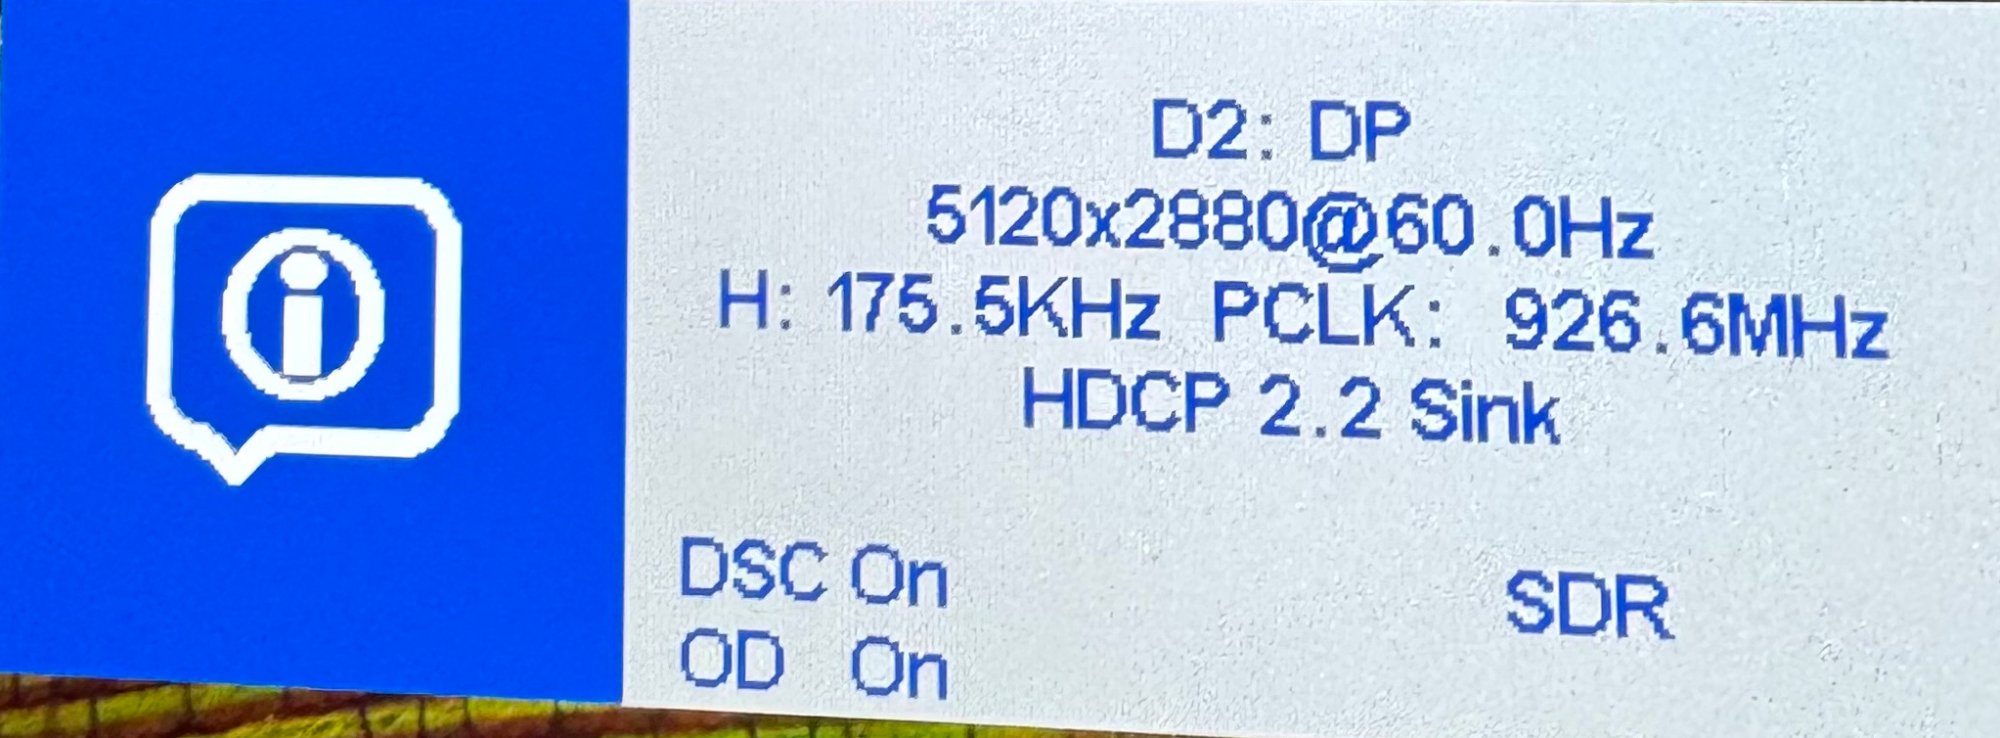 D2: DP
5120x2880@60.0Hz
H: 175.5KHz PCLK: 926.6MHz
HDCP 2.2 Sink
DSC On
SDR
OD On